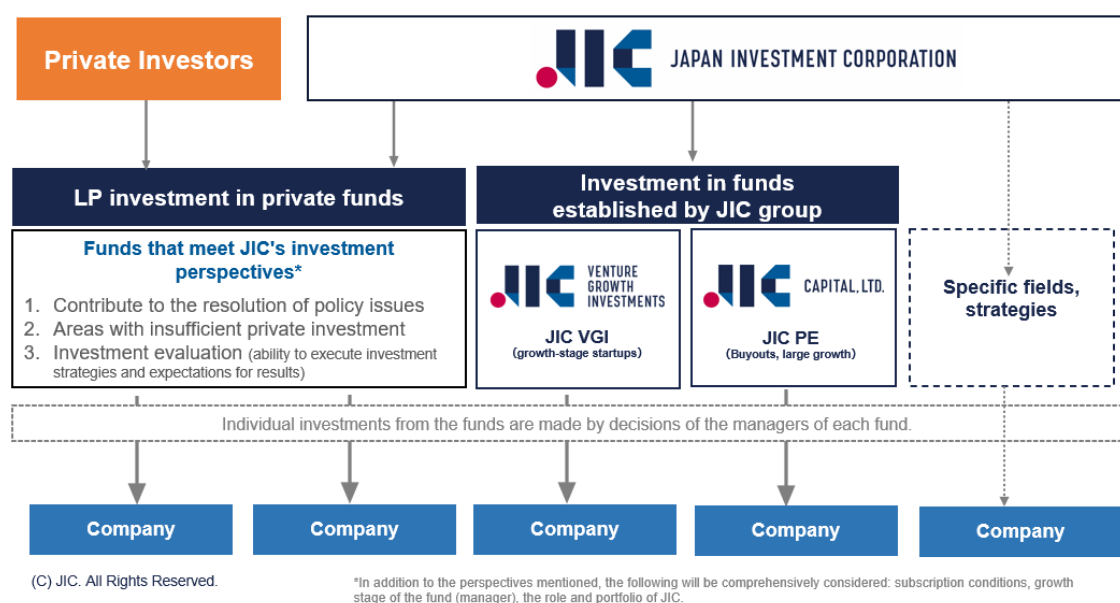 Private Investors
JIC JAPAN INVESTMENT CORPORATION
LP investment in private funds
Investment in funds
established by JIC group
Funds that meet JIC's investment
perspectives*
1. Contribute to the resolution of policy issues
2. Areas with insufficient private investment
3. Investment evaluation (ability to execute investment
strategies and expectations for results)
JIC VENTURE
GROWTH
INVESTMENTS
JIC VGI
(growth-stage startups)
JIC CAPITAL, LTD.
JIC PE
(Buyouts, large growth)
Specific fields,
strategies
Individual investments from the funds are made by decisions of the managers of each fund.
Company
Company
Company
Company
Company
(C) JIC. All Rights Reserved.
*In addition to the perspectives mentioned, the following will be comprehensively considered: subscription conditions, growth
stage of the fund (manager), the role and portfolio of JIC.